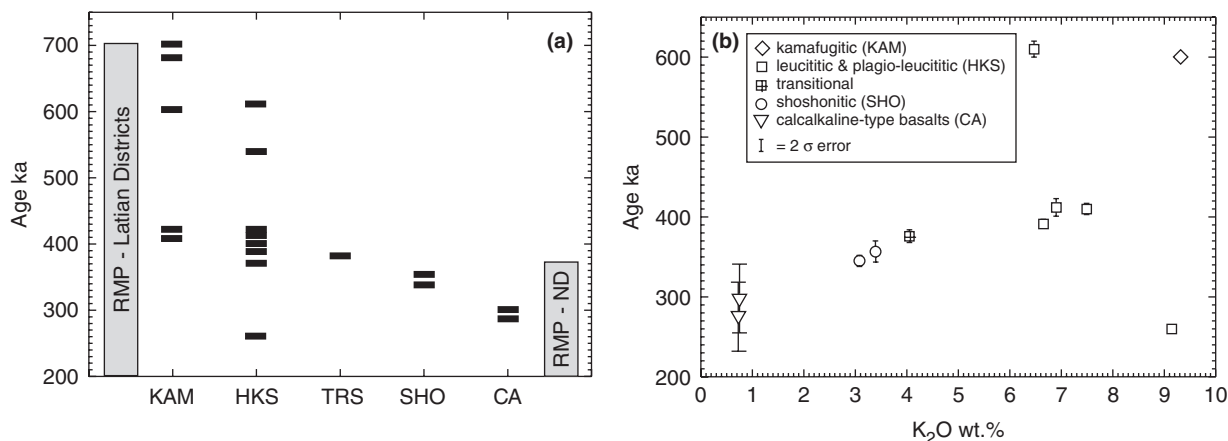 (a)
Age ka
700
600
500
400
300
200
RMP - Latian Districts
RMP - ND
KAM HKS TRS SHO CA
(b)
kamafugitic (KAM)
leucititic & plagio-leucititic (HKS)
transitional
shoshonitic (SHO)
calcalkaline-type basalts (CA)
= 2 σ error
Age ka
600
500
400
300
200
0 1 2 3 4 5 6 7 8 9 10
K₂O wt.%